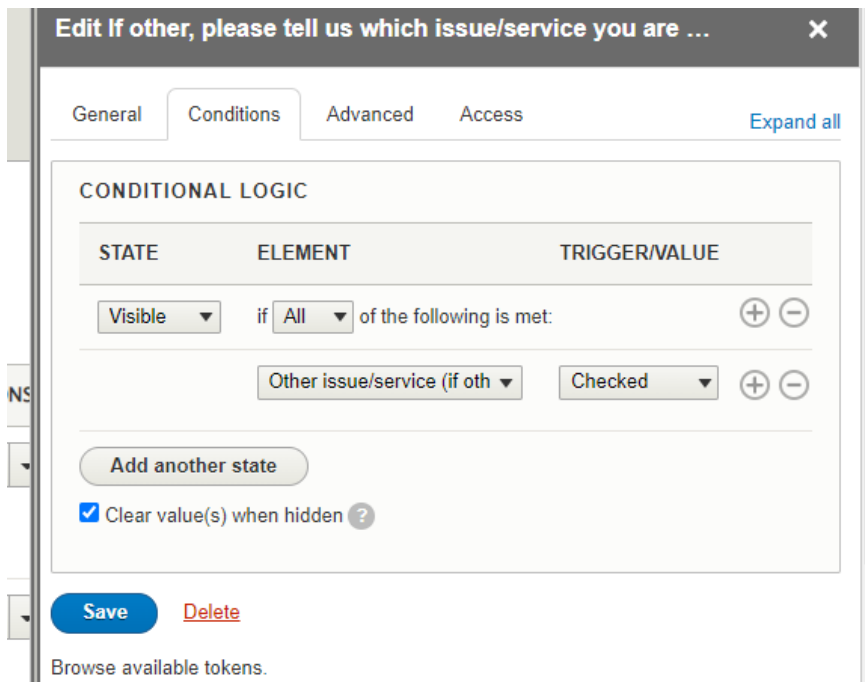 Edit If other, please tell us which issue/service you are ...
General Conditions Advanced Access Expand all
CONDITIONAL LOGIC
STATE ELEMENT TRIGGER/VALUE
Visible if All of the following is met:
NS Other issue/service (if oth Checked
Add another state
Clear value(s) when hidden ?
Save Delete
Browse available tokens.